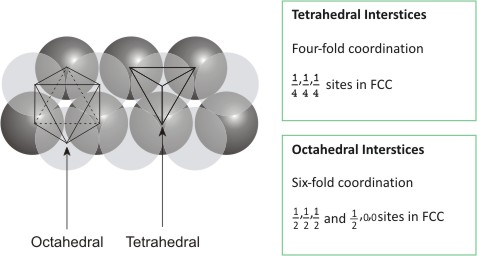 Tetrahedral Interstices
Four-fold coordination
1/4,1/4,1/4 sites in FCC
Octahedral Interstices
Six-fold coordination
1/2,1/2,1/2 and 1/2,0,0 sites in FCC
Octahedral Tetrahedral